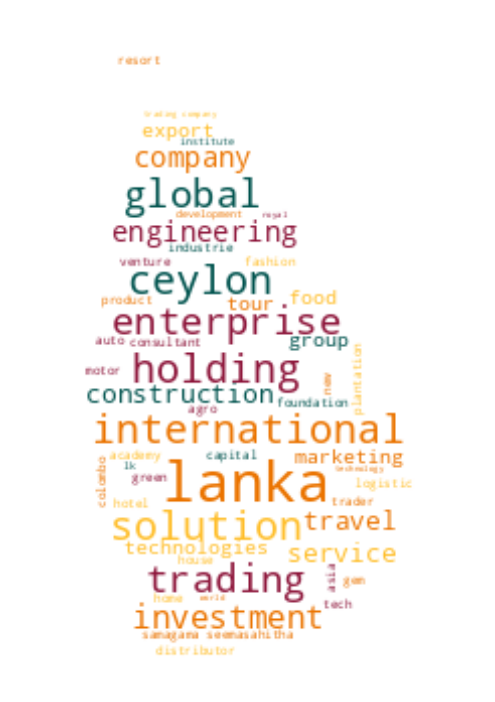 resort
trading company
export
institute
company
global
development royal
engineering
industrie
venture fashion
ceylon
product tour food
enterprise
auto consultant group
plantation
motor holding new
construction foundation
agro
international
academy capital marketing
lk technology
colombo green lanka logistic
hotel trader
solution travel
technologies service
house
trading asia gem
home world tech
investment
samagama seemasahitha
distributor